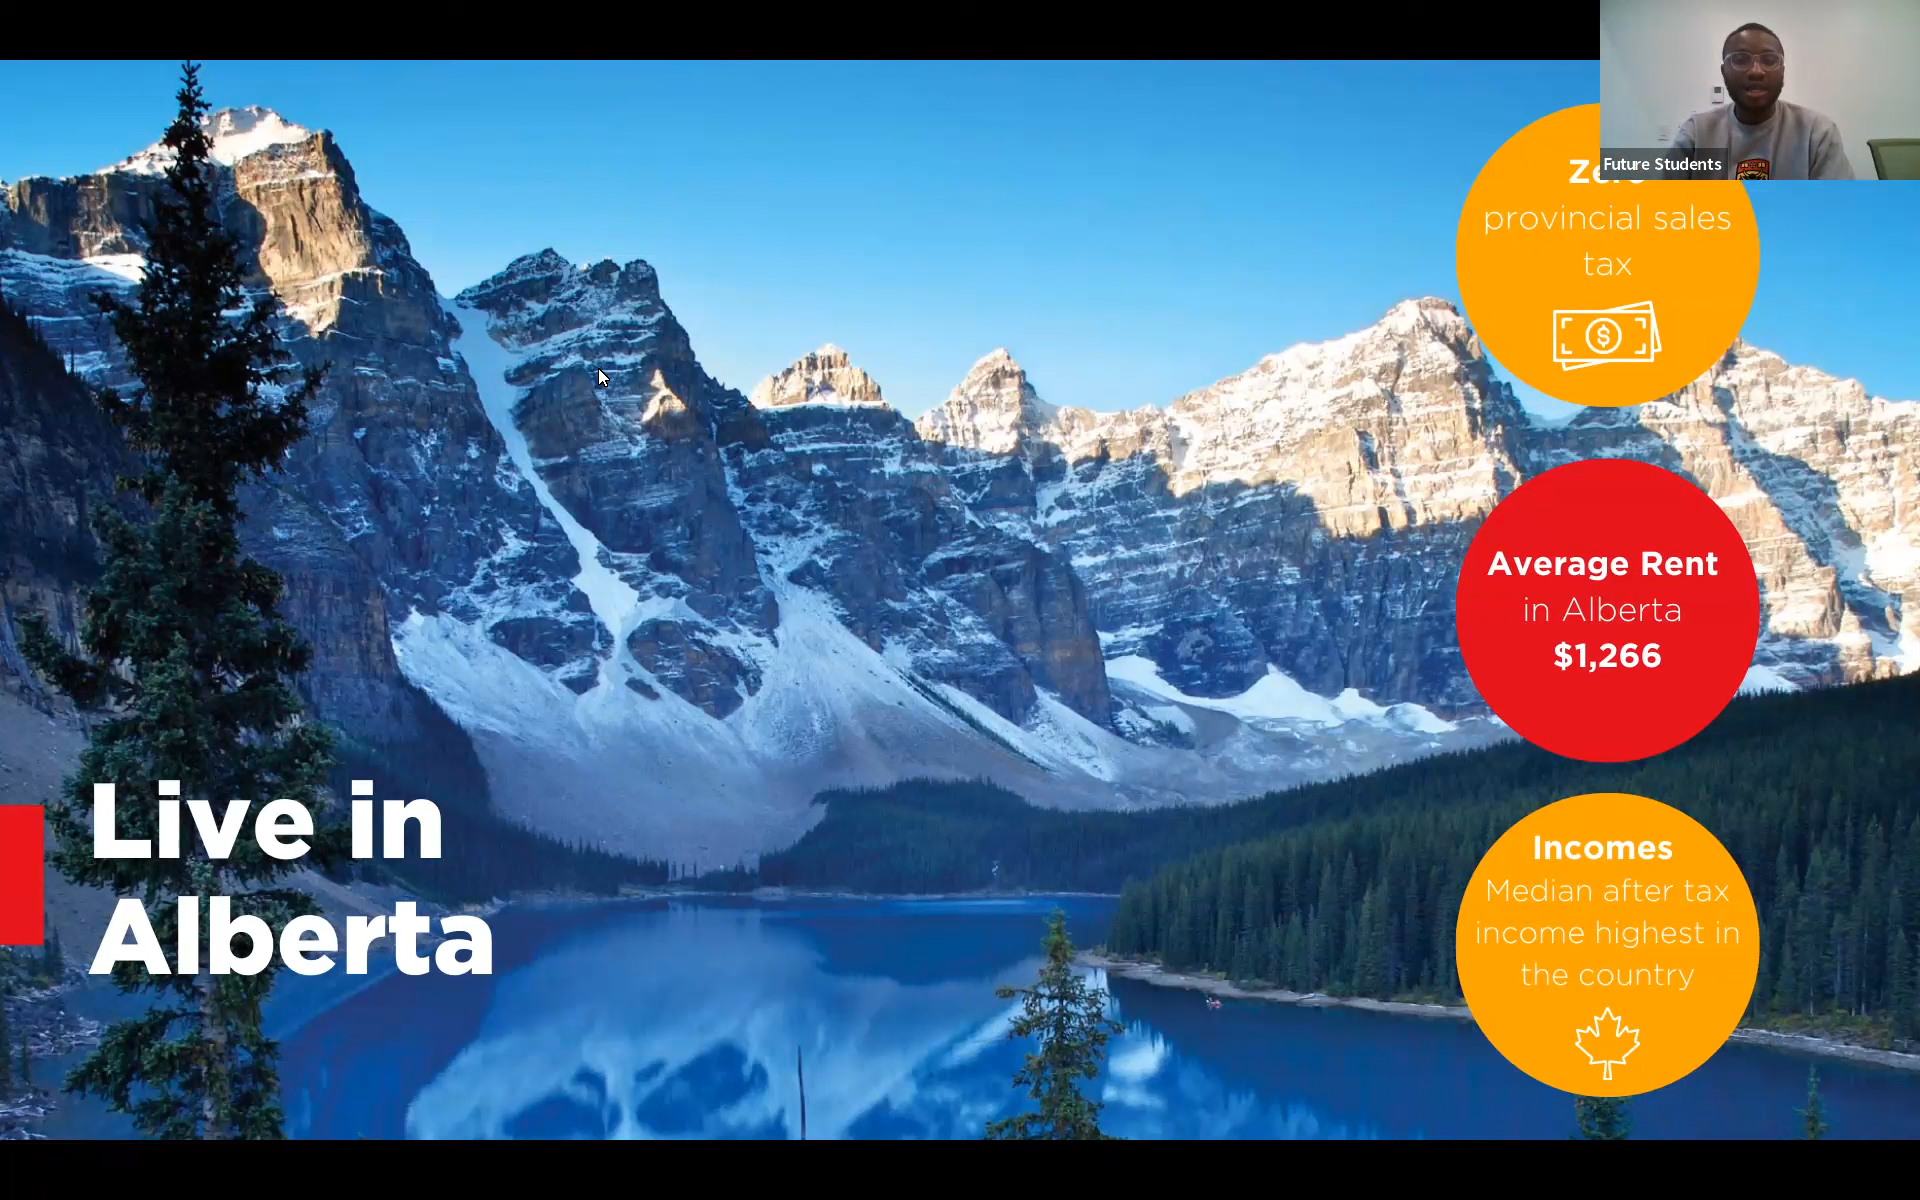 Future Students
Zero
provincial sales
tax
Average Rent
in Alberta
$1,266
Live in
Alberta
Incomes
Median after tax
income highest in
the country